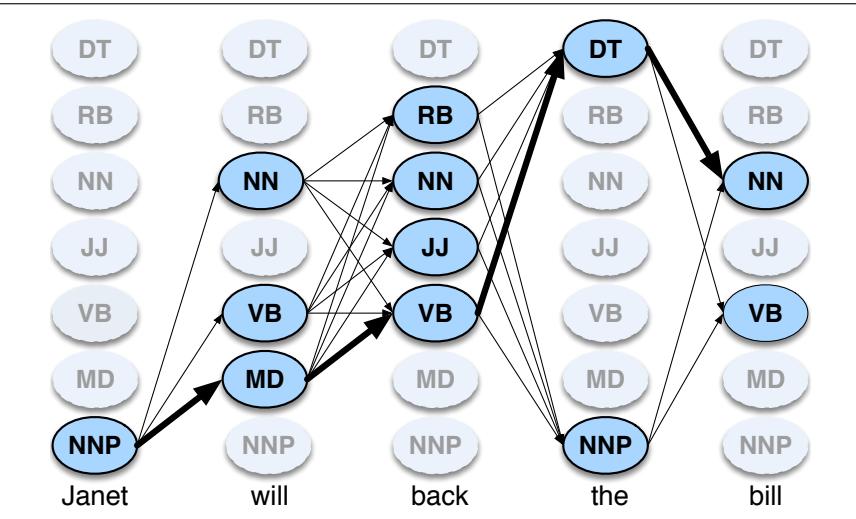 DT DT DT DT DT
RB RB RB RB RB
NN NN NN NN NN
JJ JJ JJ JJ JJ
VB VB VB VB VB
MD MD MD MD MD
NNP NNP NNP NNP NNP
Janet will back the bill